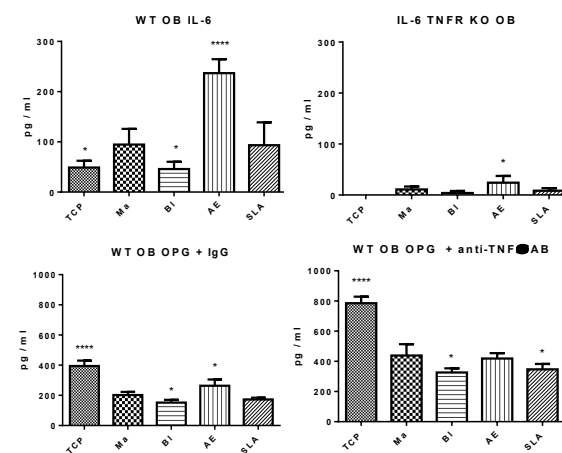 WT OB IL-6
pg / ml
300
200
100
0
****
*
*
TCP
Ma
Bl
AE
SLA
IL-6 TNFR KO OB
pg / ml
300
200
100
0
*
TCP
Ma
Bl
AE
SLA
WT OB OPG + IgG
pg / ml
1000
800
600
400
200
0
****
*
*
TCP
Ma
Bl
AE
SLA
WT OB OPG + anti-TNF AB
pg / ml
1000
800
600
400
200
0
****
*
*
TCP
Ma
Bl
AE
SLA